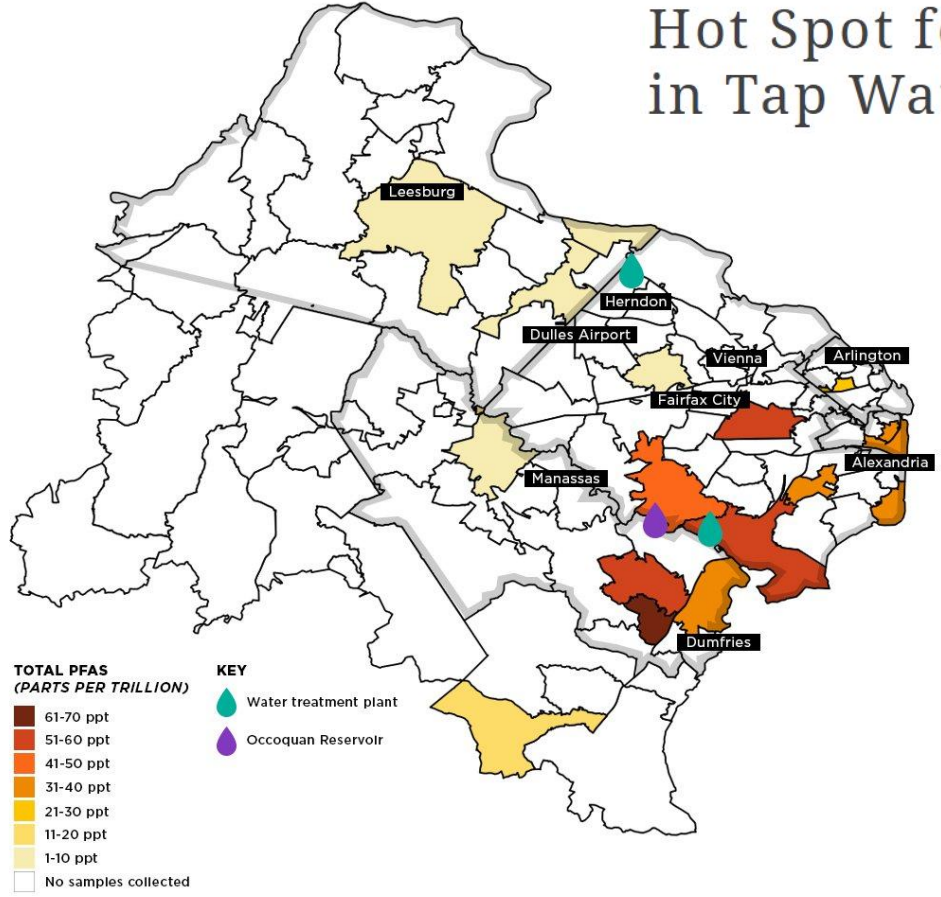 Hot Spot f
in Tap Wa
Leesburg
Herndon
Dulles Airport
Vienna
Arlington
Fairfax City
Alexandria
Manassas
Dumfries
TOTAL PFAS
(PARTS PER TRILLION)
61-70 ppt
51-60 ppt
41-50 ppt
31-40 ppt
21-30 ppt
11-20 ppt
1-10 ppt
No samples collected
KEY
Water treatment plant
Occoquan Reservoir